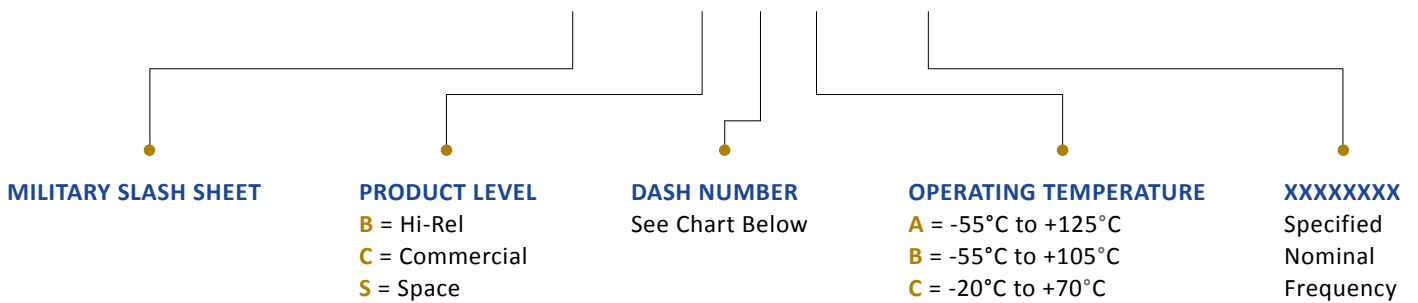 MILITARY SLASH SHEET
PRODUCT LEVEL
B = Hi-Rel
C = Commercial
S = Space
DASH NUMBER
See Chart Below
OPERATING TEMPERATURE
A = -55°C to +125°C
B = -55°C to +105°C
C = -20°C to +70°C
XXXXXXXX
Specified
Nominal
Frequency